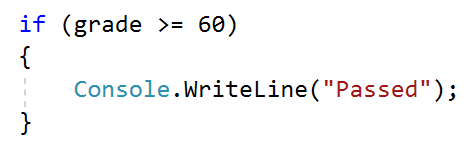 if (grade >= 60)
{
    Console.WriteLine("Passed");
}